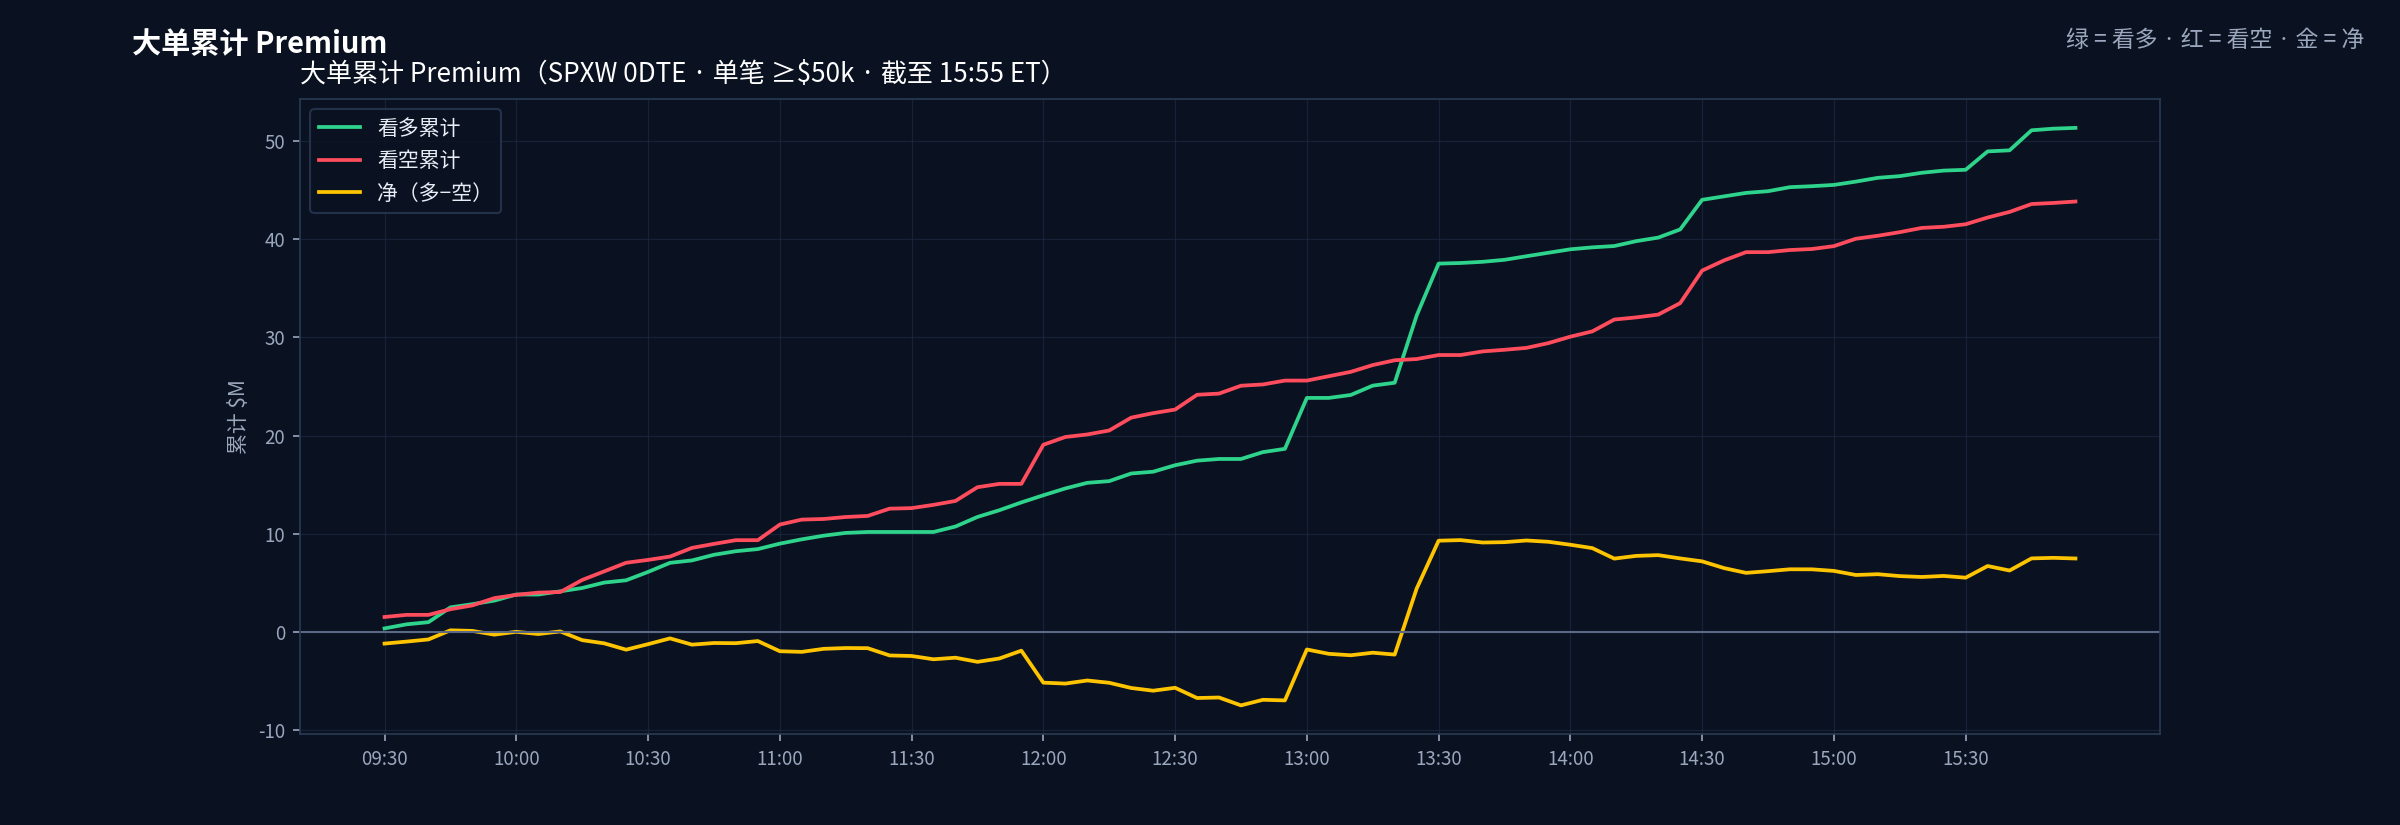 大单累计 Premium
绿 = 看多 · 红 = 看空 · 金 = 净
大单累计 Premium（SPXW 0DTE · 单笔 ≥$50k · 截至 15:55 ET）
看多累计
看空累计
净（多−空）
累计 $M
50
40
30
20
10
0
-10
09:30 10:00 10:30 11:00 11:30 12:00 12:30 13:00 13:30 14:00 14:30 15:00 15:30